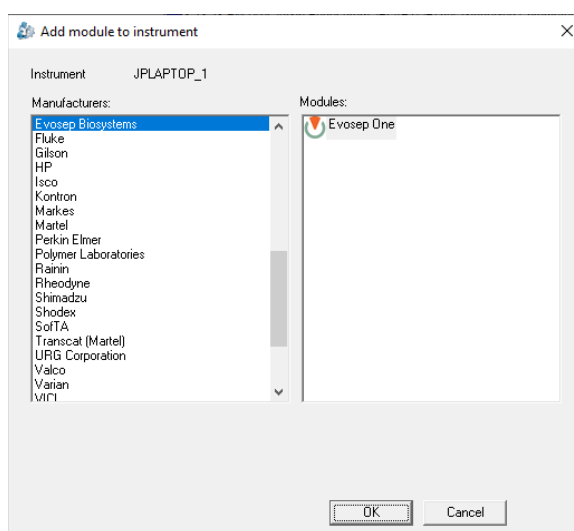 Add module to instrument
Instrument JPLAPTOP_1
Manufacturers:
Evosep Biosystems
Fluke
Gilson
HP
Isco
Kontron
Markes
Martel
Perkin Elmer
Polymer Laboratories
Rainin
Rheodyne
Shimadzu
Shodex
SofTA
Transcat (Martel)
URG Corporation
Valco
Varian
VICI
Modules:
Evosep One
OK Cancel